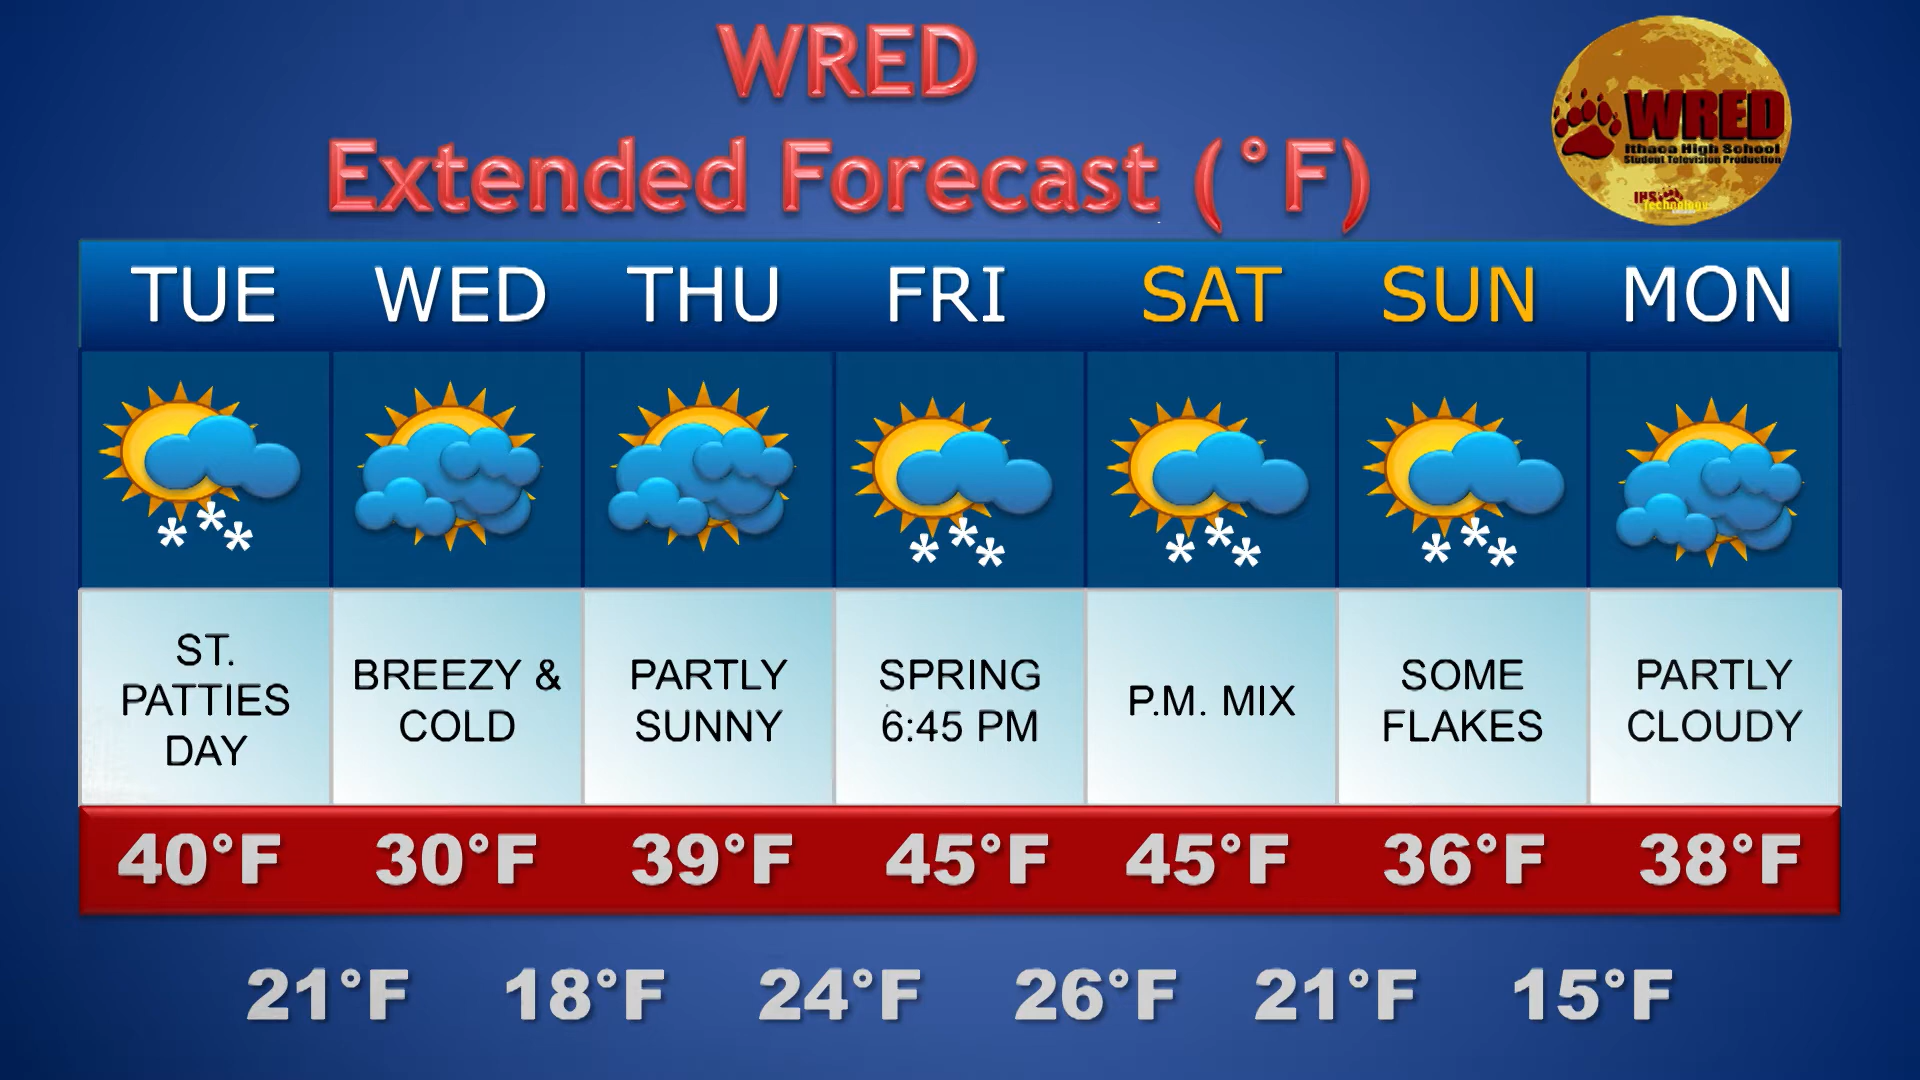 WRED
Extended Forecast (°F)
WRED
Ithaca High School
Student Television Production
IHS
Technology
TUE WED THU FRI SAT SUN MON
* * *
* * *
* * *
* * *
ST.
PATTIES
DAY
BREEZY &
COLD
PARTLY
SUNNY
SPRING
6:45 PM
P.M. MIX
SOME
FLAKES
PARTLY
CLOUDY
40°F 30°F 39°F 45°F 45°F 36°F 38°F
21°F 18°F 24°F 26°F 21°F 15°F